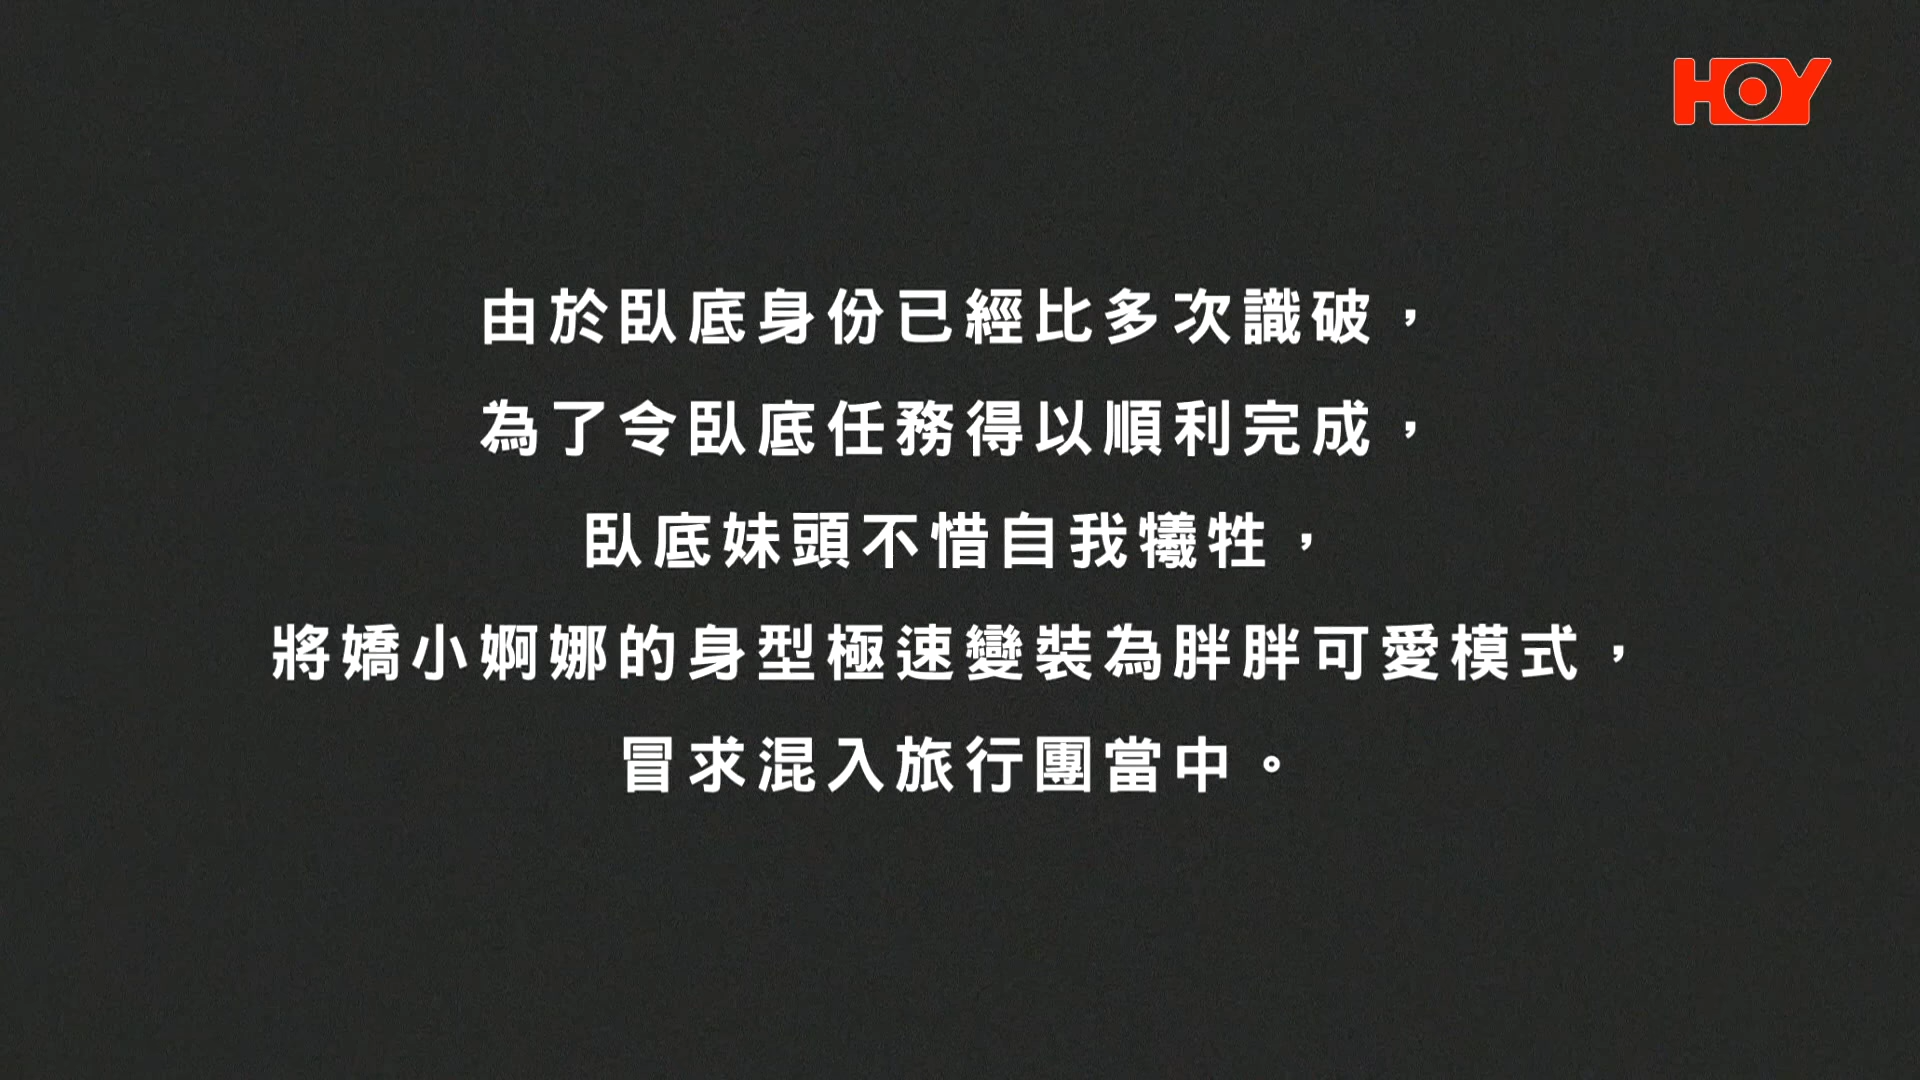 HOY
由於臥底身份已經比多次識破，
為了令臥底任務得以順利完成，
臥底妹頭不惜自我犧牲，
將嬌小婀娜的身型極速變裝為胖胖可愛模式，
冒求混入旅行團當中。